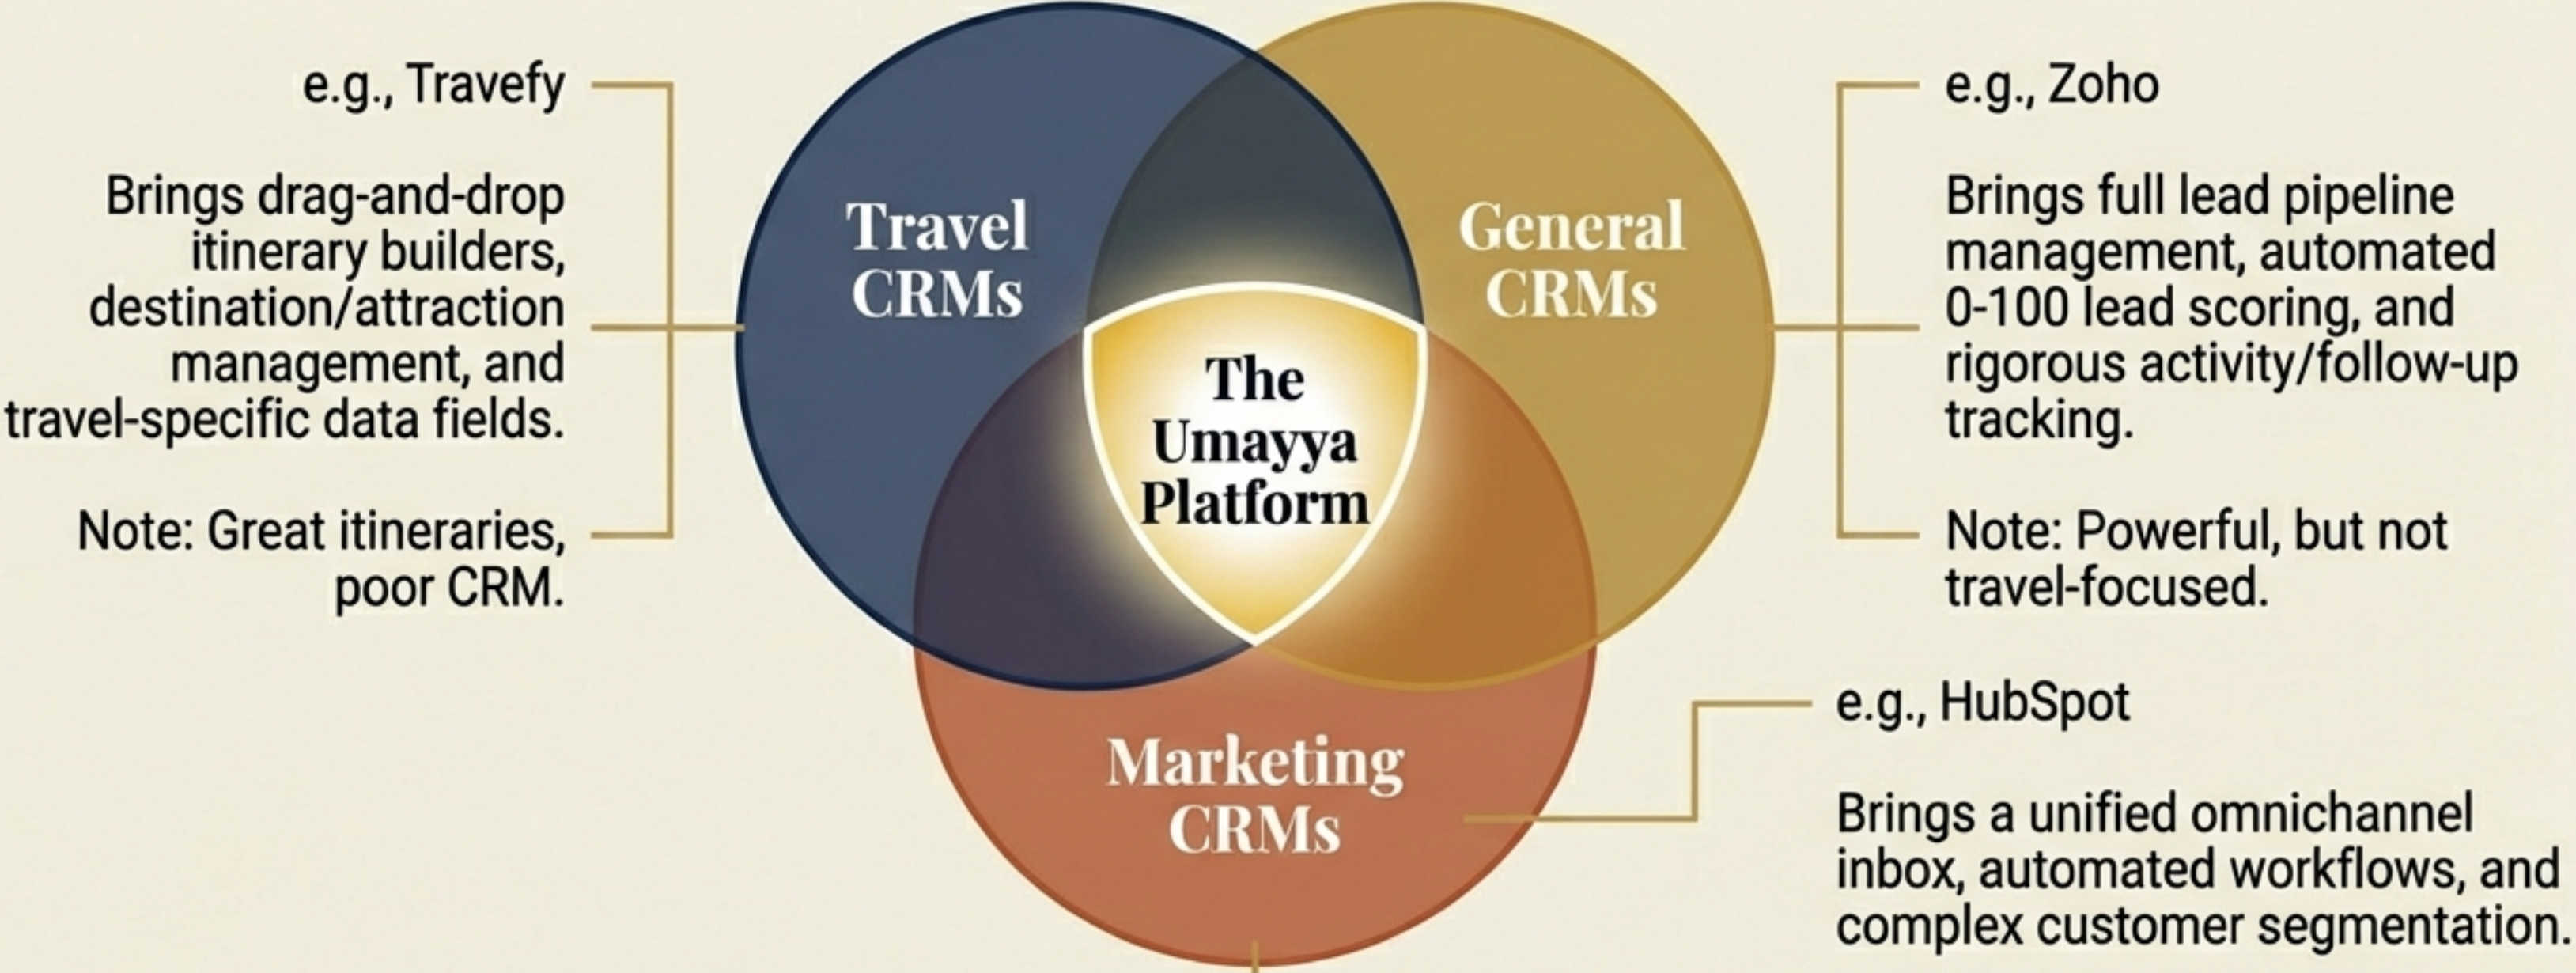 e.g., Travefy
Brings drag-and-drop
itinerary builders,
destination/attraction
management, and
travel-specific data fields.
Note: Great itineraries,
poor CRM.
Travel
CRMs
General
CRMs
The
Umayya
Platform
Marketing
CRMs
e.g., Zoho
Brings full lead pipeline
management, automated
0-100 lead scoring, and
rigorous activity/follow-up
tracking.
Note: Powerful, but not
travel-focused.
e.g., HubSpot
Brings a unified omnichannel
inbox, automated workflows, and
complex customer segmentation.